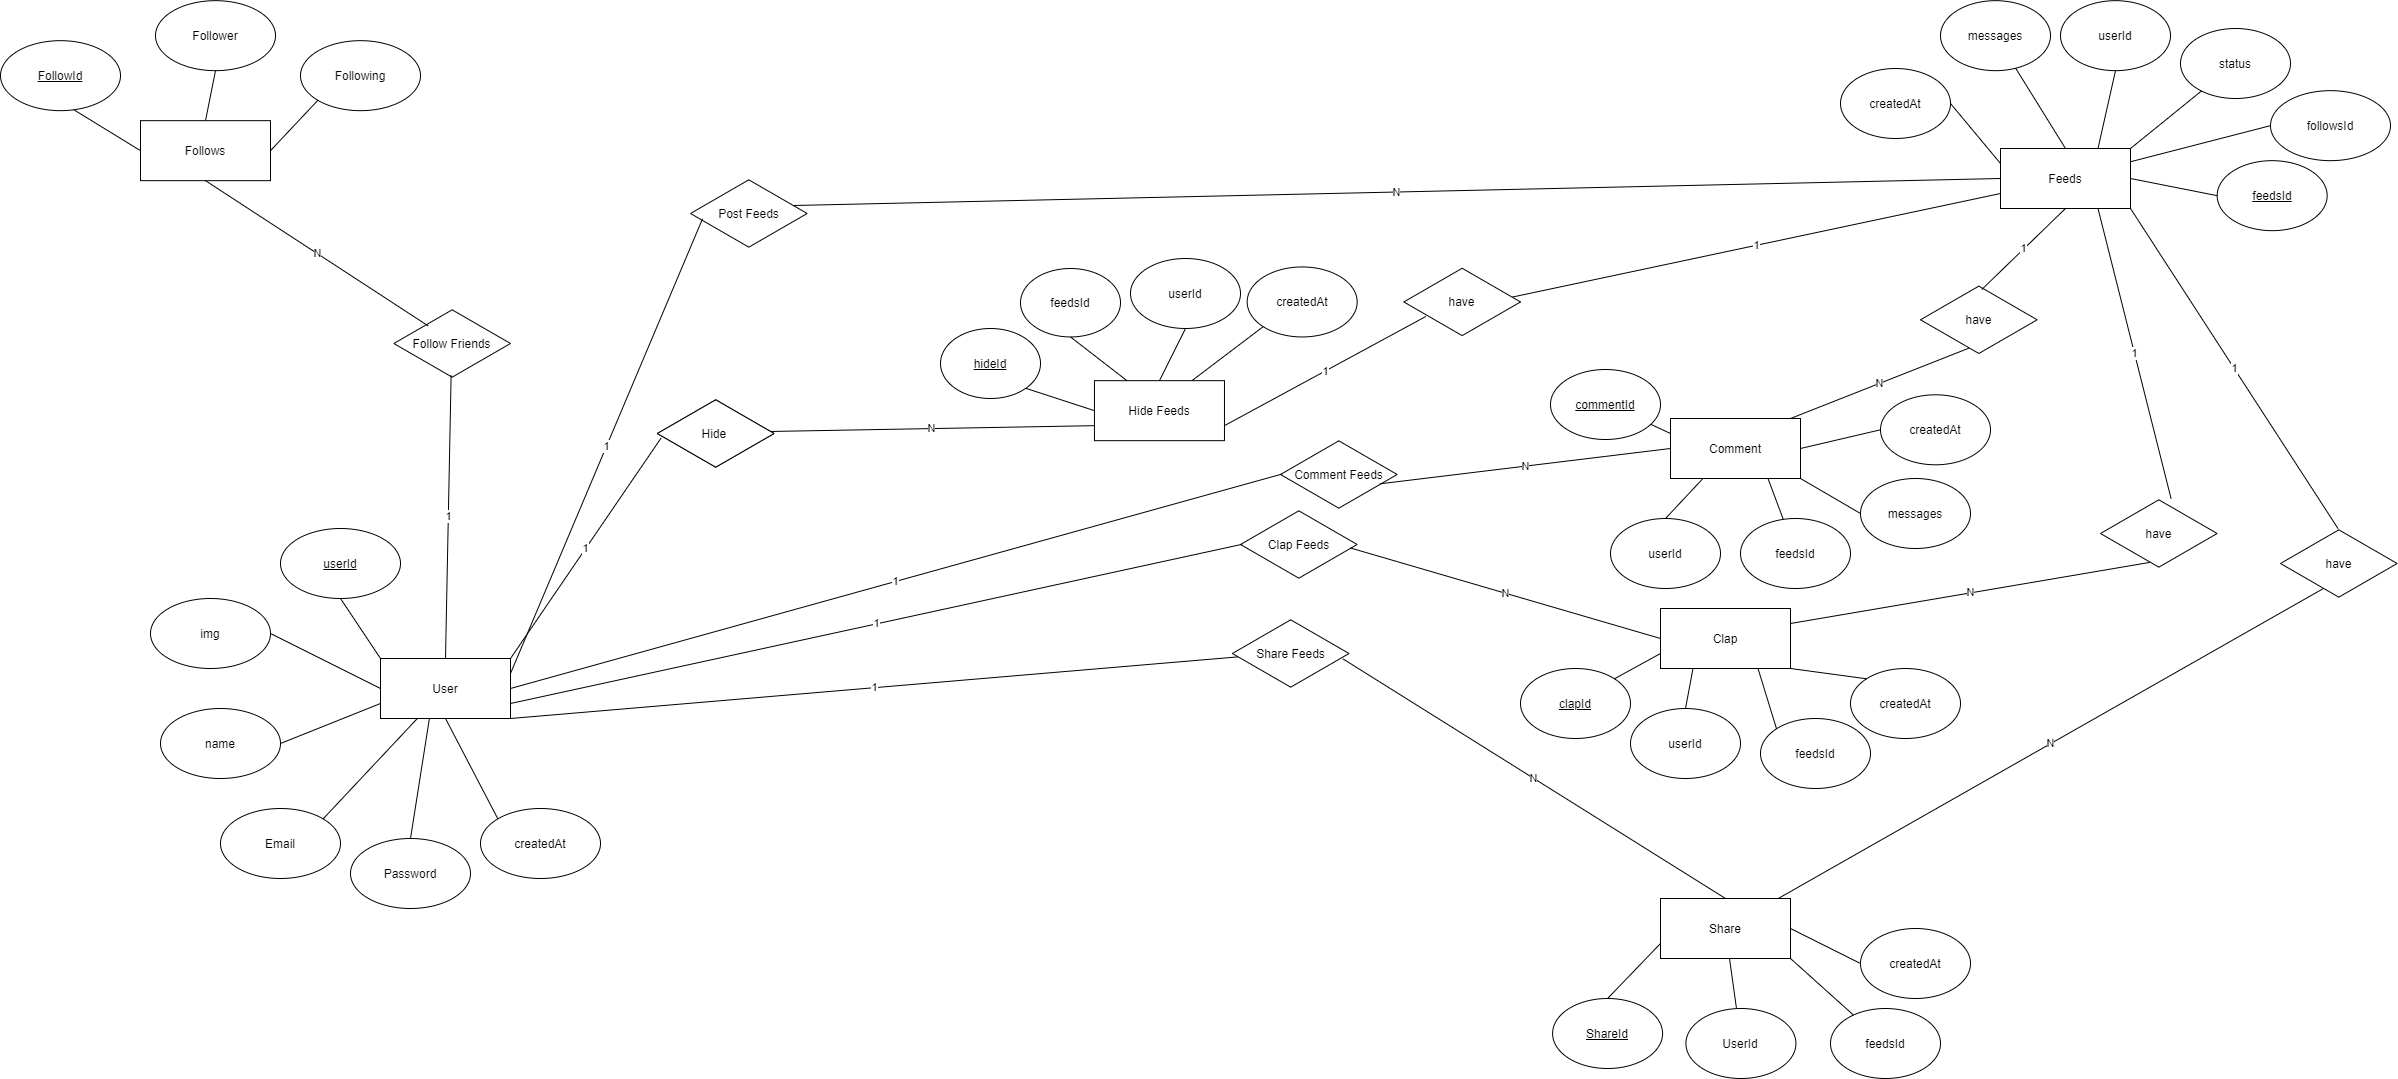 Follower
messages
userId
status
FollowId
Following
createdAt
followsId
Follows
Feeds
feedsId
N
Post Feeds
1
1
N
feedsId
userId
createdAt
have
have
Follow Friends
1
1
hideId
1
N
Hide Feeds
commentId
createdAt
Hide
N
1
Comment
Comment Feeds
N
messages
1
Clap Feeds
1
userId
feedsId
have
userId
1
have
N
N
img
1
1
Clap
Share Feeds
User
1
clapId
createdAt
name
userId
feedsId
N
N
Email
Password
createdAt
Share
createdAt
ShareId
UserId
feedsId